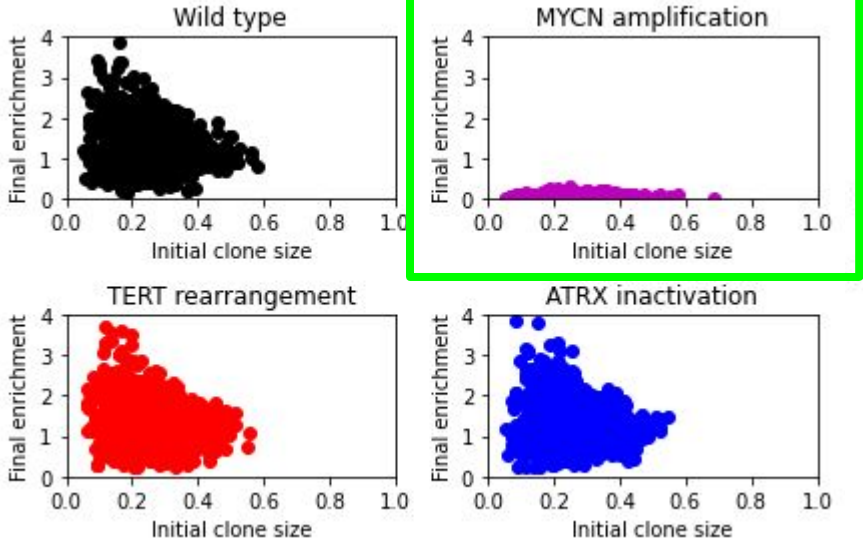 Wild type
Final enrichment
4
3
2
1
0
0.0 0.2 0.4 0.6 0.8 1.0
Initial clone size
MYCN amplification
Final enrichment
4
3
2
1
0
0.0 0.2 0.4 0.6 0.8 1.0
Initial clone size
TERT rearrangement
Final enrichment
4
3
2
1
0
0.0 0.2 0.4 0.6 0.8 1.0
Initial clone size
ATRX inactivation
Final enrichment
4
3
2
1
0
0.0 0.2 0.4 0.6 0.8 1.0
Initial clone size